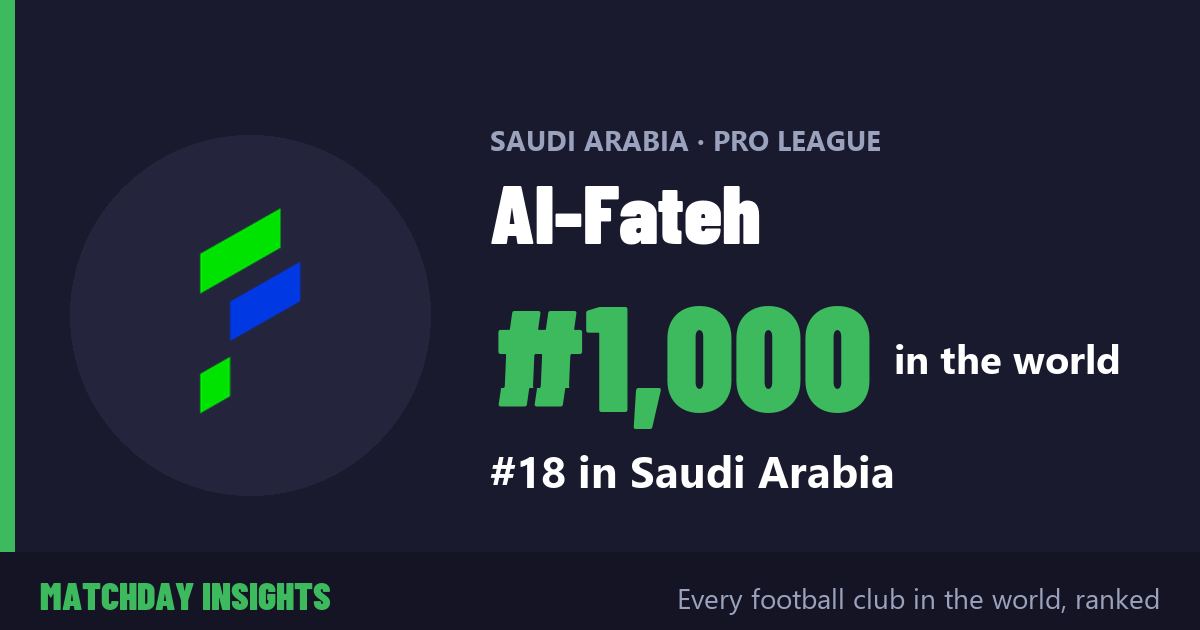 SAUDI ARABIA · PRO LEAGUE
Al-Fateh
#1,000 in the world
#18 in Saudi Arabia
MATCHDAY INSIGHTS
Every football club in the world, ranked